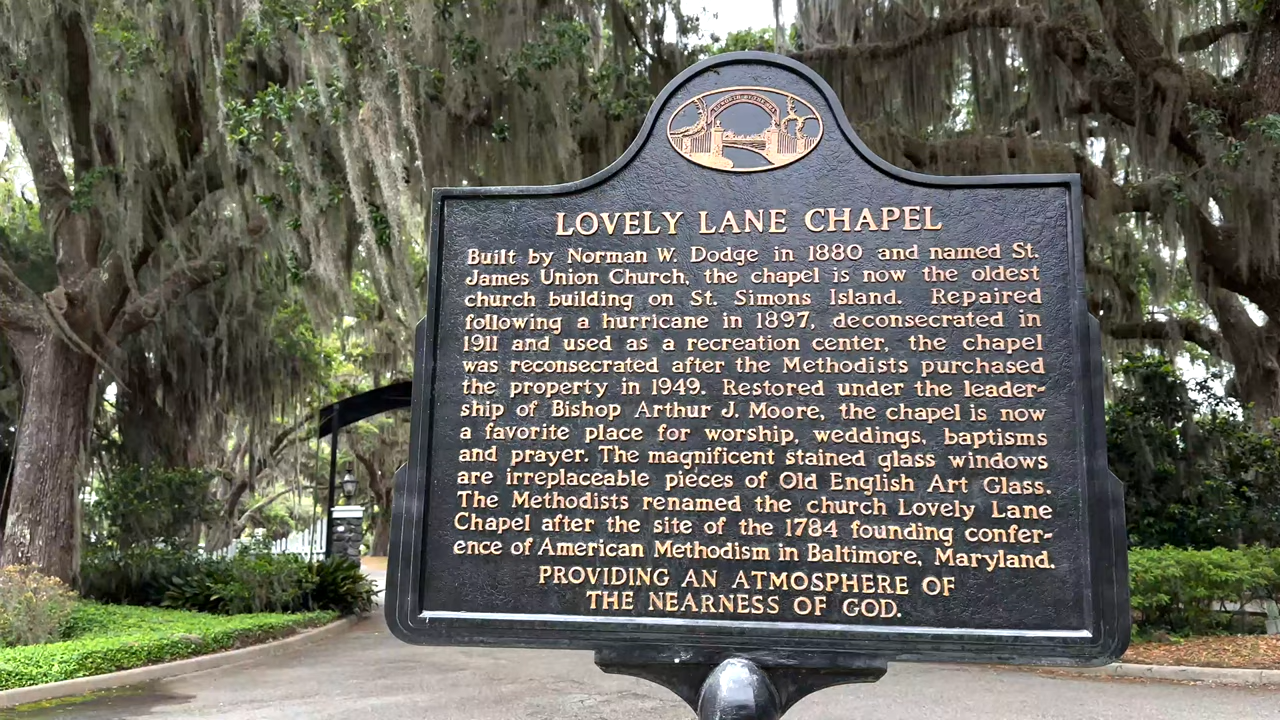 LOVELY LANE CHAPEL
Built by Norman W. Dodge in 1880 and named St.
James Union Church, the chapel is now the oldest
church building on St. Simons Island. Repaired
following a hurricane in 1897, deconsecrated in
1911 and used as a recreation center, the chapel
was reconsecrated after the Methodists purchased
the property in 1949. Restored under the leader-
ship of Bishop Arthur J. Moore, the chapel is now
a favorite place for worship, weddings, baptisms
and prayer. The magnificent stained glass windows
are irreplaceable pieces of Old English Art Glass.
The Methodists renamed the church Lovely Lane
Chapel after the site of the 1784 founding confer-
ence of American Methodism in Baltimore, Maryland.
PROVIDING AN ATMOSPHERE OF
THE NEARNESS OF GOD.